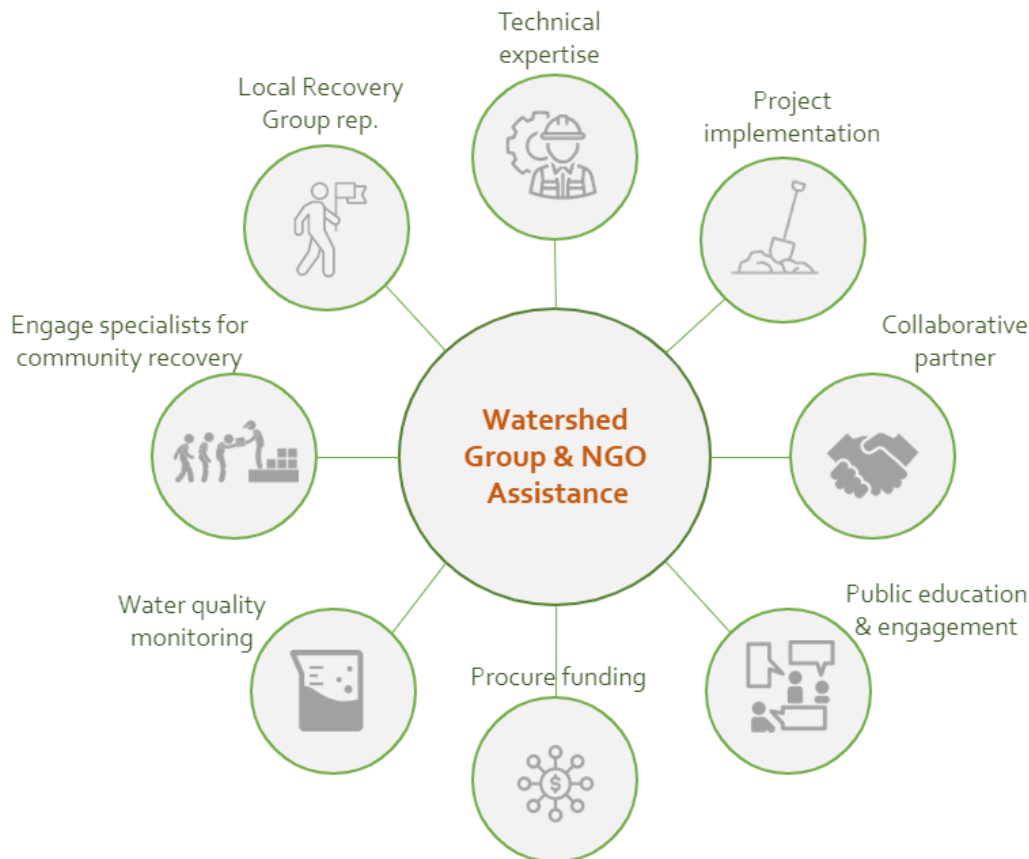 Technical
expertise
Local Recovery
Group rep.
Project
implementation
Engage specialists for
community recovery
Collaborative
partner
Watershed
Group & NGO
Assistance
Water quality
monitoring
Public education
& engagement
Procure funding
$